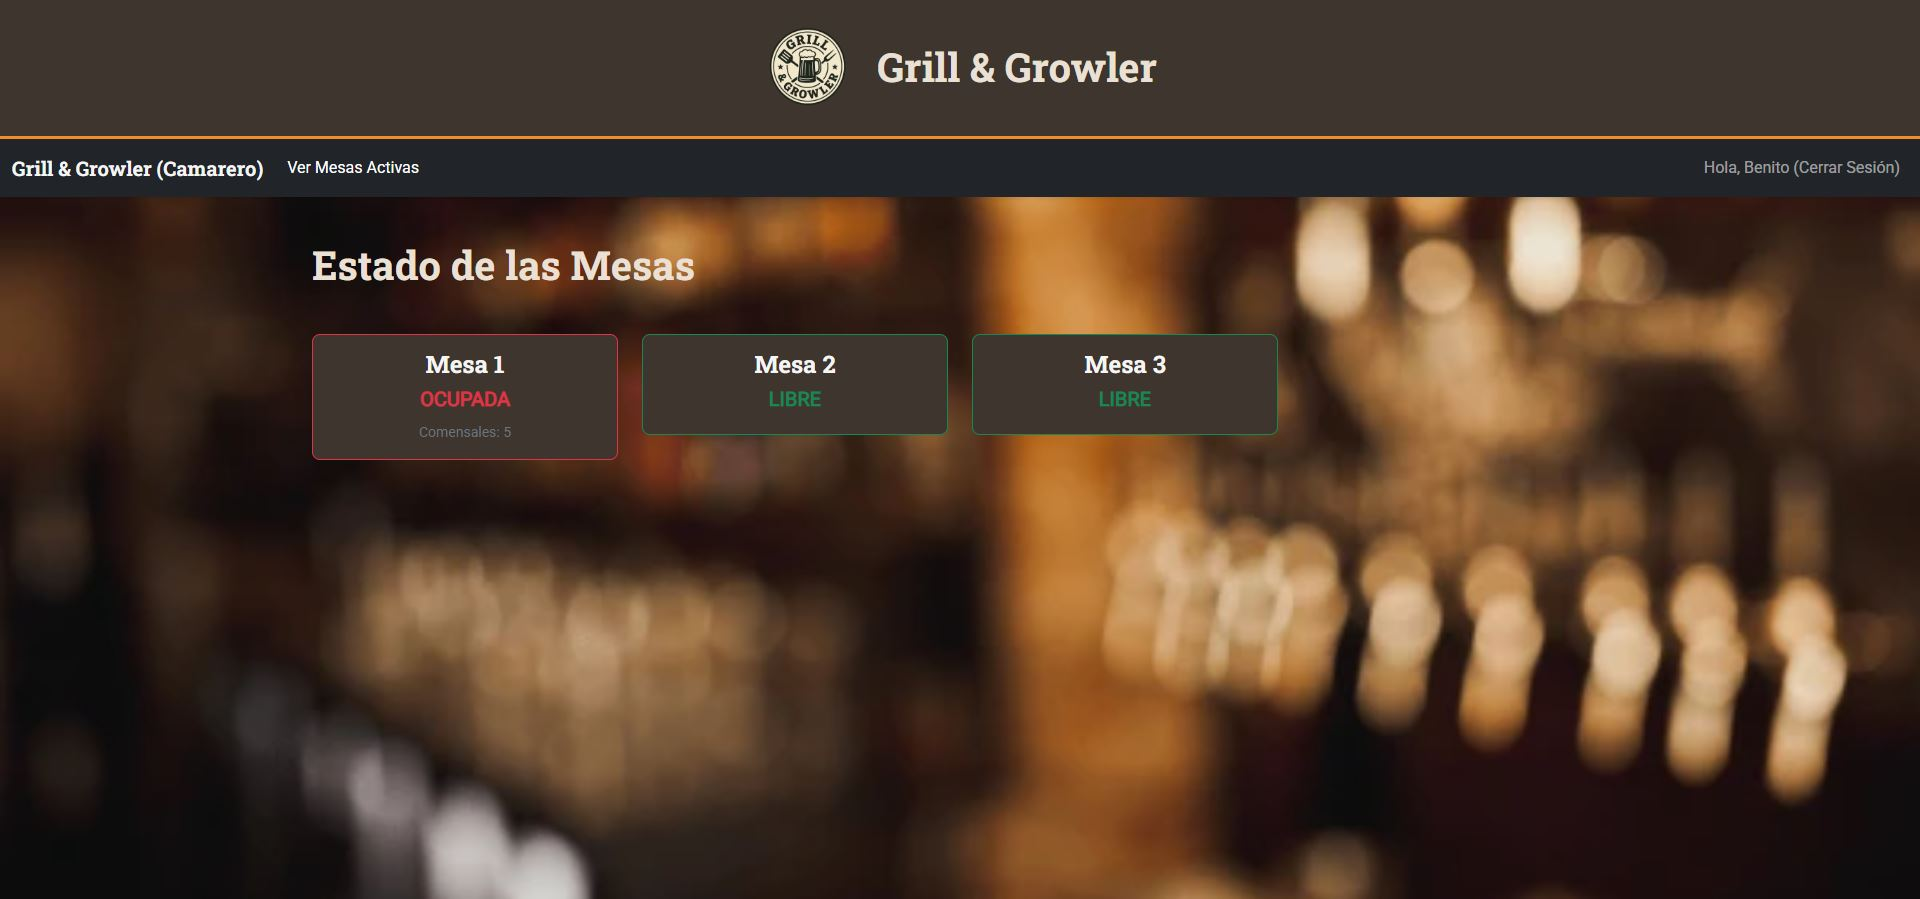 GRILL
& GROWLER
Grill & Growler
Grill & Growler (Camarero) Ver Mesas Activas Hola, Benito (Cerrar Sesión)
Estado de las Mesas
Mesa 1
OCUPADA
Comensales: 5
Mesa 2
LIBRE
Mesa 3
LIBRE